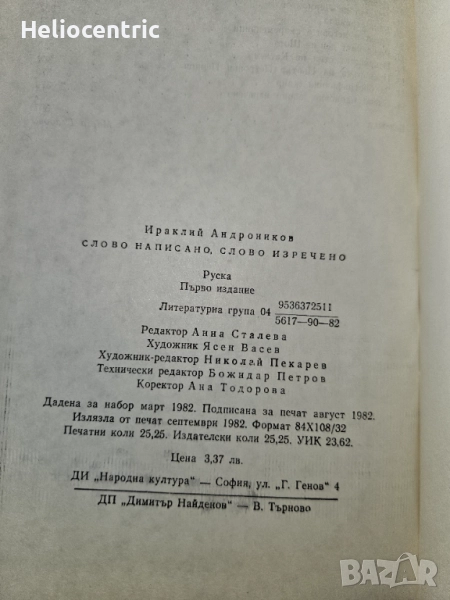 Heliocentric
Ираклий Андроников
СЛОВО НАПИСАНО, СЛОВО ИЗРЕЧЕНО
Руска
Първо издание
Литературна група 04 9536372511
5617—90—82
Редактор Анна Сталева
Художник Ясен Васев
Художник-редактор Николай Пекарев
Технически редактор Божидар Петров
Коректор Ана Тодорова
Дадена за набор март 1982. Подписана за печат август 1982.
Излязла от печат септември 1982. Формат 84X108/32
Печатни коли 25,25. Издателски коли 25,25. УИК 23,62.
Цена 3,37 лв.
ДИ „Народна култура" — София, ул. „Г. Генов" 4
ДП „Димитър Найденов" — В. Търново
BAZAR
.bg